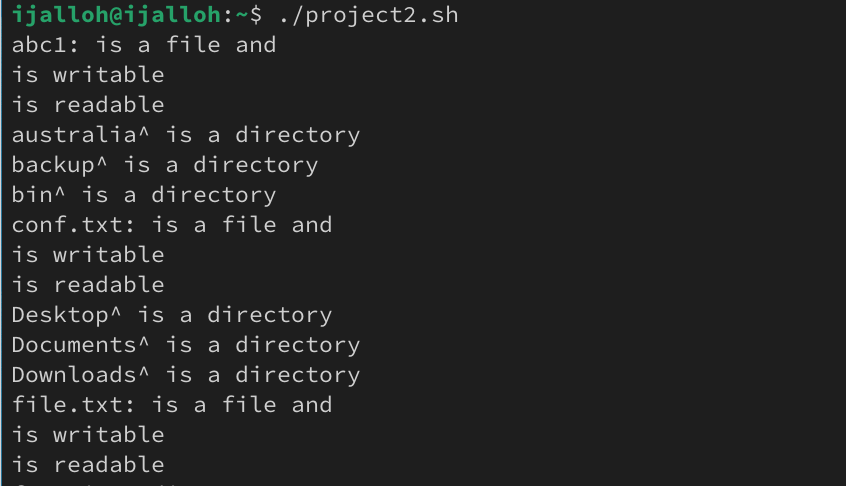 ijalloh@ijalloh:~$ ./project2.sh
abc1: is a file and
is writable
is readable
australia^ is a directory
backup^ is a directory
bin^ is a directory
conf.txt: is a file and
is writable
is readable
Desktop^ is a directory
Documents^ is a directory
Downloads^ is a directory
file.txt: is a file and
is writable
is readable